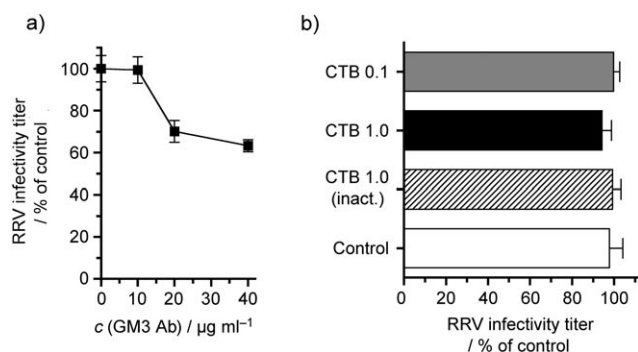 a)
RRV infectivity titer
/ % of control
100
80
60
40
20
0
0 10 20 30 40
c (GM3 Ab) / µg ml⁻¹
b)
CTB 0.1
CTB 1.0
CTB 1.0
(inact.)
Control
0 20 40 60 80 100
RRV infectivity titer
/ % of control